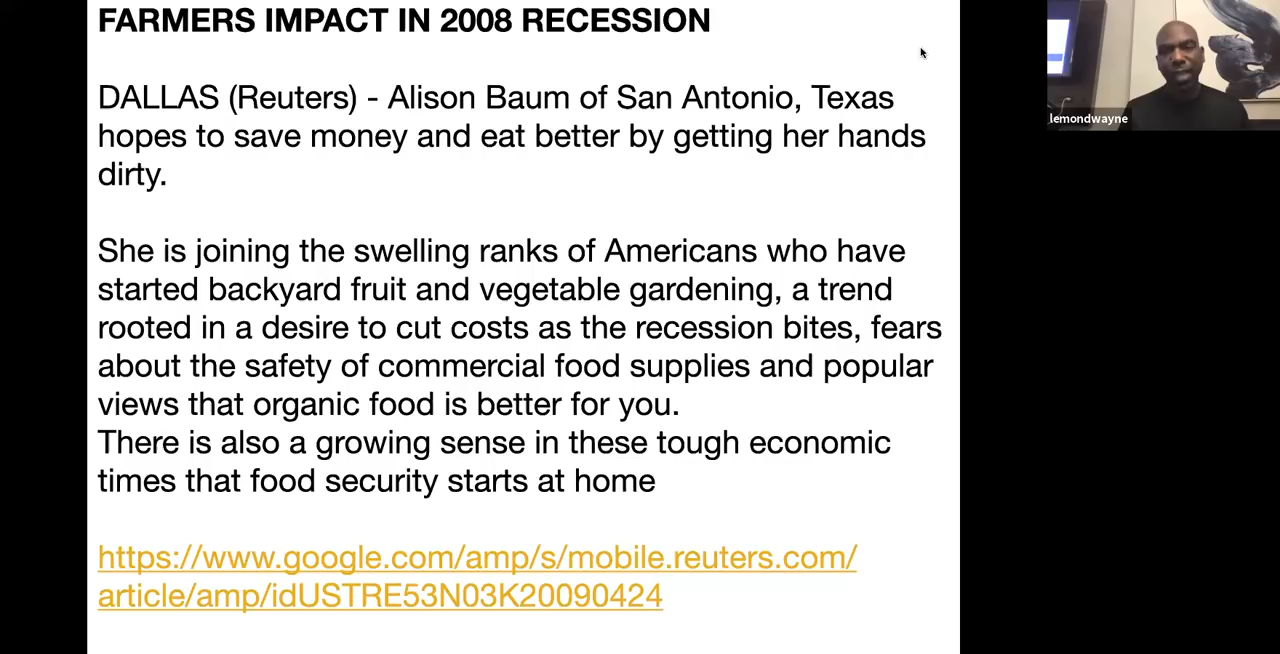 FARMERS IMPACT IN 2008 RECESSION
DALLAS (Reuters) - Alison Baum of San Antonio, Texas
hopes to save money and eat better by getting her hands
dirty.
She is joining the swelling ranks of Americans who have
started backyard fruit and vegetable gardening, a trend
rooted in a desire to cut costs as the recession bites, fears
about the safety of commercial food supplies and popular
views that organic food is better for you.
There is also a growing sense in these tough economic
times that food security starts at home
https://www.google.com/amp/s/mobile.reuters.com/
article/amp/idUSTRE53N03K20090424
lemondwayne